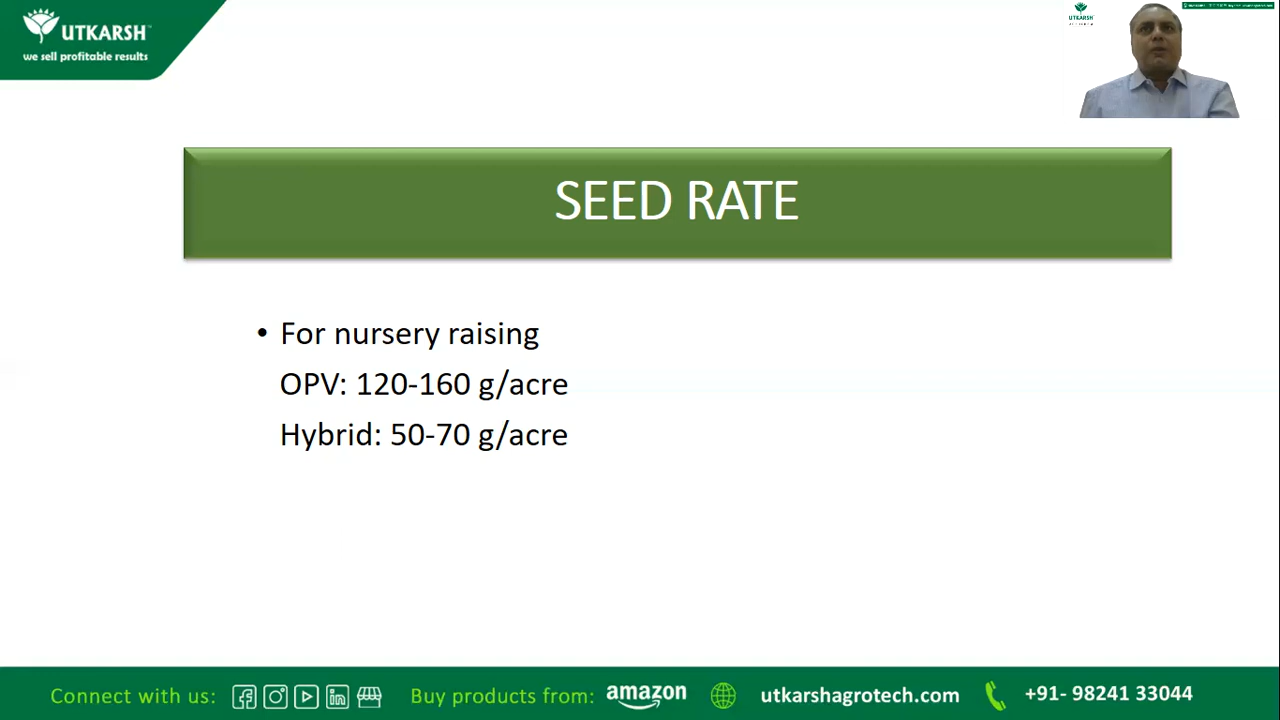 UTKARSH
we sell profitable results
UTKARSH
SEED RATE
• For nursery raising
OPV: 120-160 g/acre
Hybrid: 50-70 g/acre
Connect with us:
Buy products from: amazon
utkarshagrotech.com
+91- 98241 33044